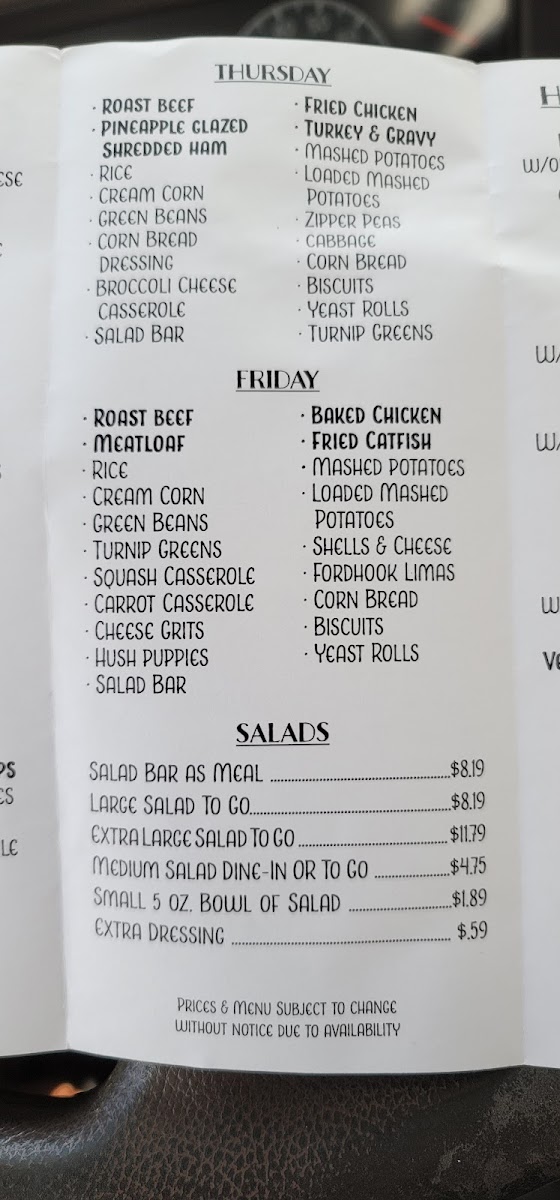 THURSDAY
· ROAST BEEF
· PINEAPPLE GLAZED
SHREDDED HAM
· RICE
· CREAM CORN
· GREEN BEANS
· CORN BREAD
DRESSING
· BROCCOLI CHEESE
CASSEROLE
· SALAD BAR
· FRIED CHICKEN
· TURKEY & GRAVY
· MASHED POTATOES
· LOADED MASHED
POTATOES
· ZIPPER PEAS
· CABBAGE
· CORN BREAD
· BISCUITS
· YEAST ROLLS
· TURNIP GREENS
FRIDAY
· ROAST BEEF
· MEATLOAF
· RICE
· CREAM CORN
· GREEN BEANS
· TURNIP GREENS
· SQUASH CASSEROLE
· CARROT CASSEROLE
· CHEESE GRITS
· HUSH PUPPIES
· SALAD BAR
· BAKED CHICKEN
· FRIED CATFISH
· MASHED POTATOES
· LOADED MASHED
POTATOES
· SHELLS & CHEESE
· FORDHOOK LIMAS
· CORN BREAD
· BISCUITS
· YEAST ROLLS
SALADS
SALAD BAR AS MEAL $8.19
LARGE SALAD TO GO $8.19
EXTRA LARGE SALAD TO GO $11.79
MEDIUM SALAD DINE-IN OR TO GO $4.75
SMALL 5 OZ. BOWL OF SALAD $1.89
EXTRA DRESSING $.59
PRICES & MENU SUBJECT TO CHANGE
WITHOUT NOTICE DUE TO AVAILABILITY